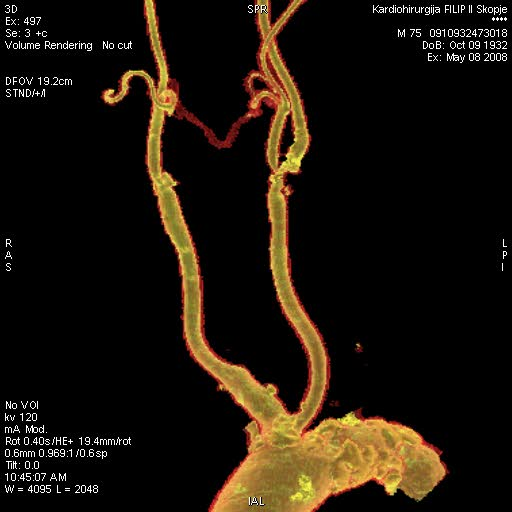 3D
Ex: 497
Se: 3 +c
Volume Rendering No cut
DFOV 19.2cm
STND/+/I
SPR
Kardiohirurgija FILIP II Skopje
****
M 75 0910932473018
DoB: Oct 09 1932
Ex: May 08 2008
R
A
S
L
P
I
No VOI
kv 120
mA Mod.
Rot 0.40s/HE+ 19.4mm/rot
0.6mm 0.969:1/0.6sp
Tilt: 0.0
10:45:07 AM
W = 4095 L = 2048
IAL